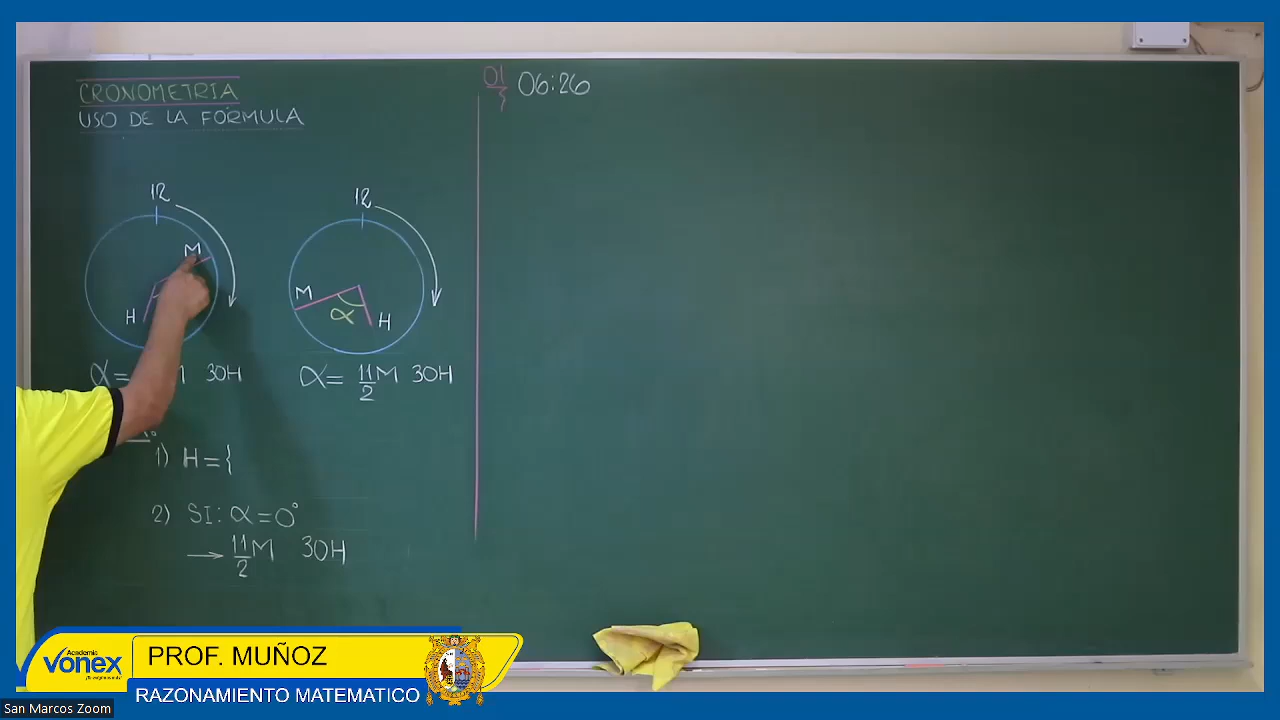 CRONOMETRIA
USO DE LA FÓRMULA
12
M
H
12
M
α
H
α=
M 30H
α= 11/2 M 30H
1) H={
2) SI: α=0°
→ 11/2 M 30H
01 06:26
Academia
vonex
PROF. MUÑOZ
RAZONAMIENTO MATEMATICO
San Marcos Zoom